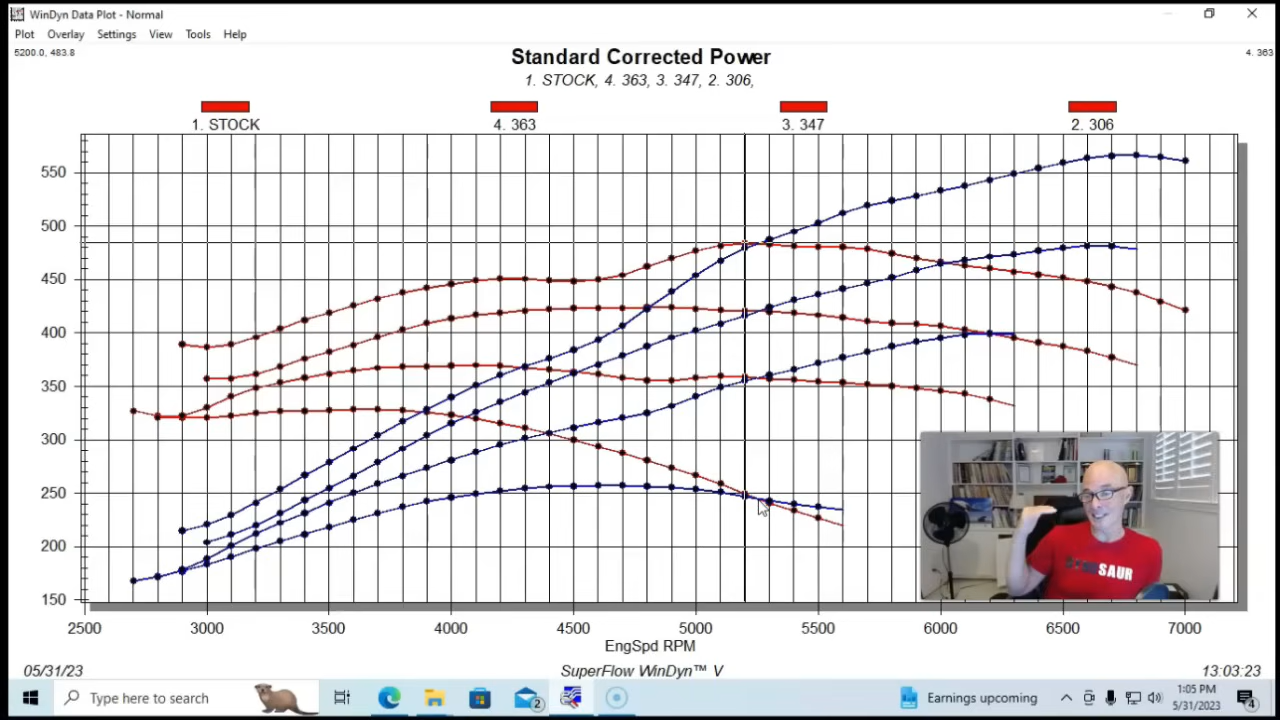 WinDyn Data Plot - Normal
Plot Overlay Settings View Tools Help
5200.0, 483.8
4. 363
Standard Corrected Power
1. STOCK, 4. 363, 3. 347, 2. 306,
1. STOCK 4. 363 3. 347 2. 306
550
500
450
400
350
300
250
200
150
2500 3000 3500 4000 4500 5000 5500 6000 6500 7000
EngSpd RPM
05/31/23 SuperFlow WinDyn™ V 13:03:23
Type here to search
2
Earnings upcoming
1:05 PM
5/31/2023
4